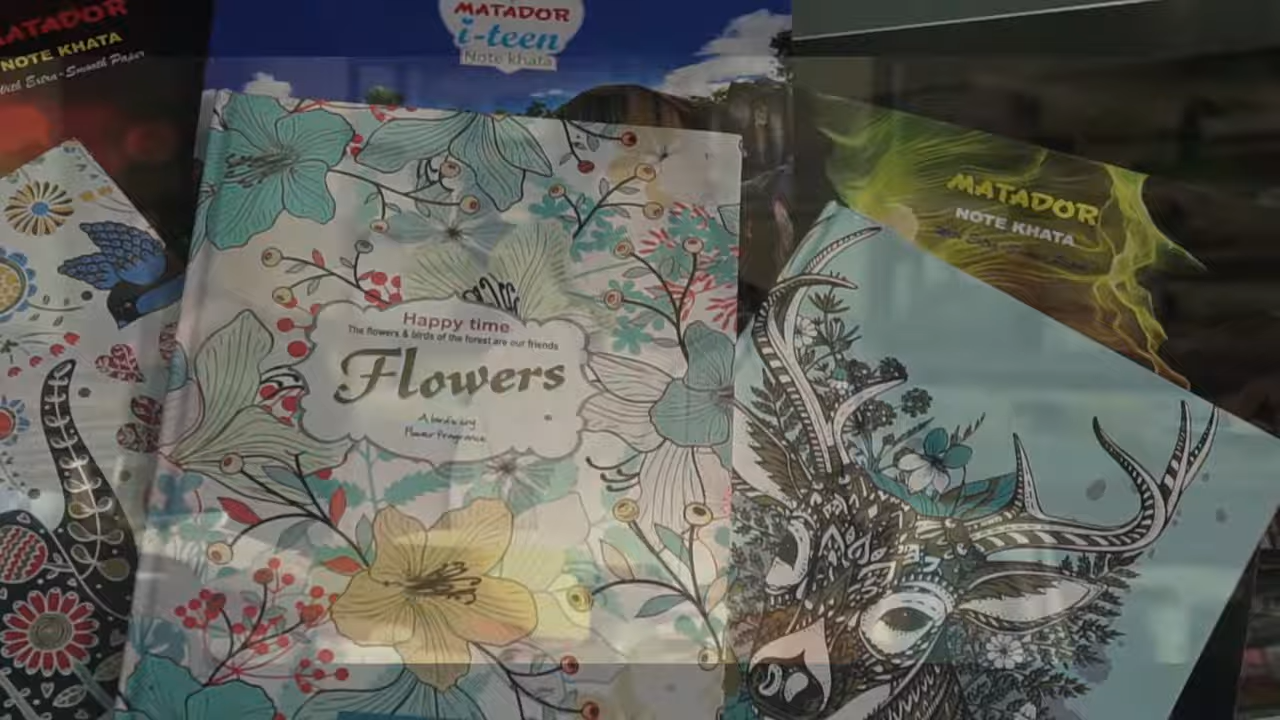 MATADOR
NOTE KHATA
With Extra-Smooth Paper
MATADOR
i-teen
Note khata
MATADOR
NOTE KHATA
Happy time
The flowers & birds of the forest are our friends
Flowers